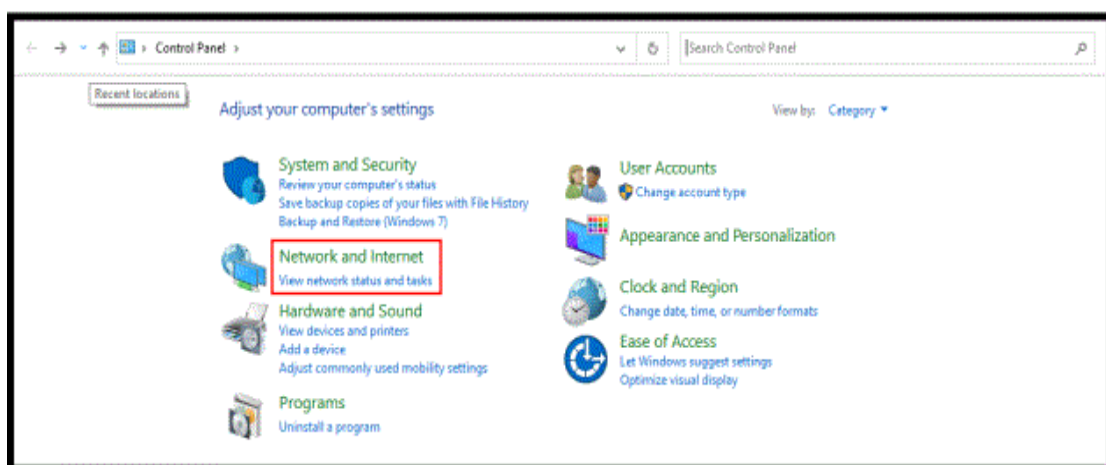 Control Panel
Search Control Panel
Recent locations
Adjust your computer's settings
View by: Category
System and Security
Review your computer's status
Save backup copies of your files with File History
Backup and Restore (Windows 7)
Network and Internet
View network status and tasks
Hardware and Sound
View devices and printers
Add a device
Adjust commonly used mobility settings
Programs
Uninstall a program
User Accounts
Change account type
Appearance and Personalization
Clock and Region
Change date, time, or number formats
Ease of Access
Let Windows suggest settings
Optimize visual display